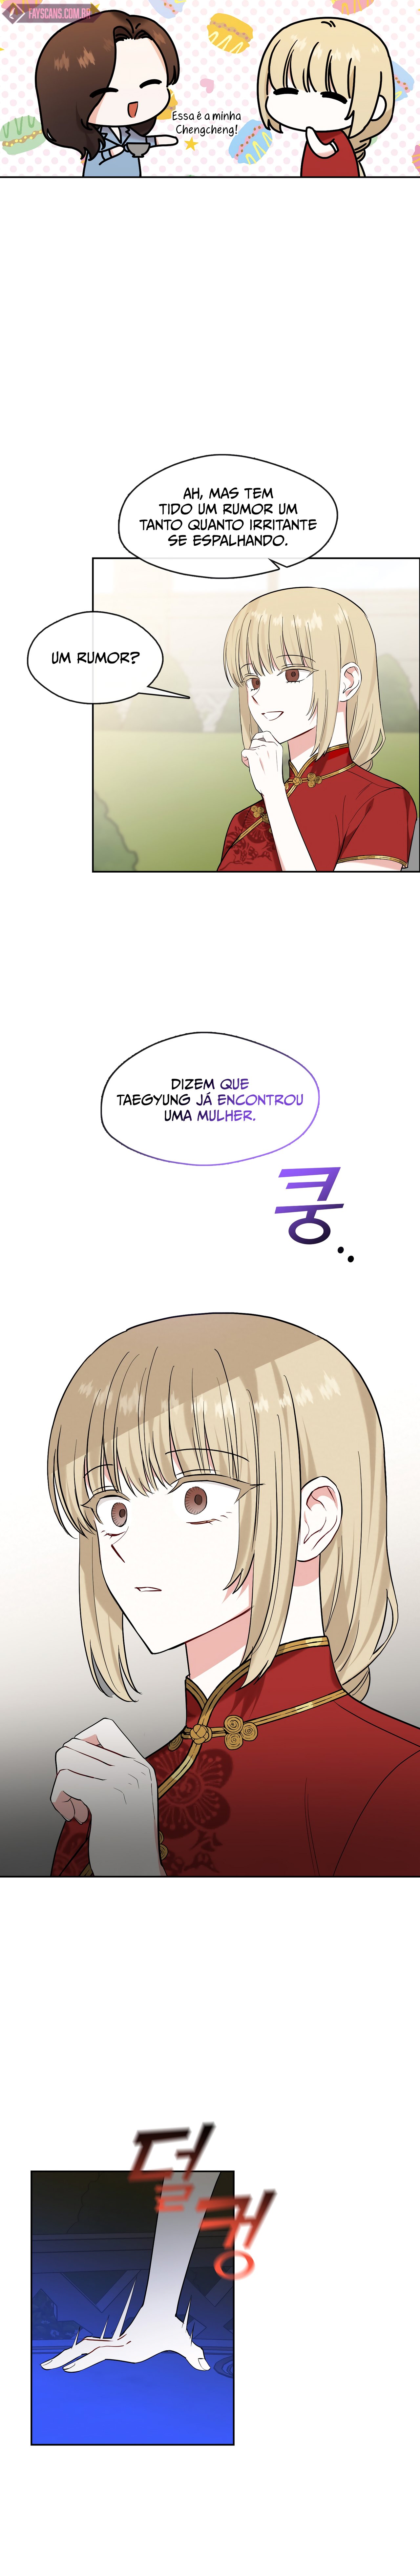 FAYSCANS.COM.BR
Essa é a minha
Chengcheng!
AH, MAS TEM
TIDO UM RUMOR UM
TANTO QUANTO IRRITANTE
SE ESPALHANDO.
UM RUMOR?
DIZEM QUE
TAEGYUNG JÁ ENCONTROU
UMA MULHER.
쿵..
덜
컹